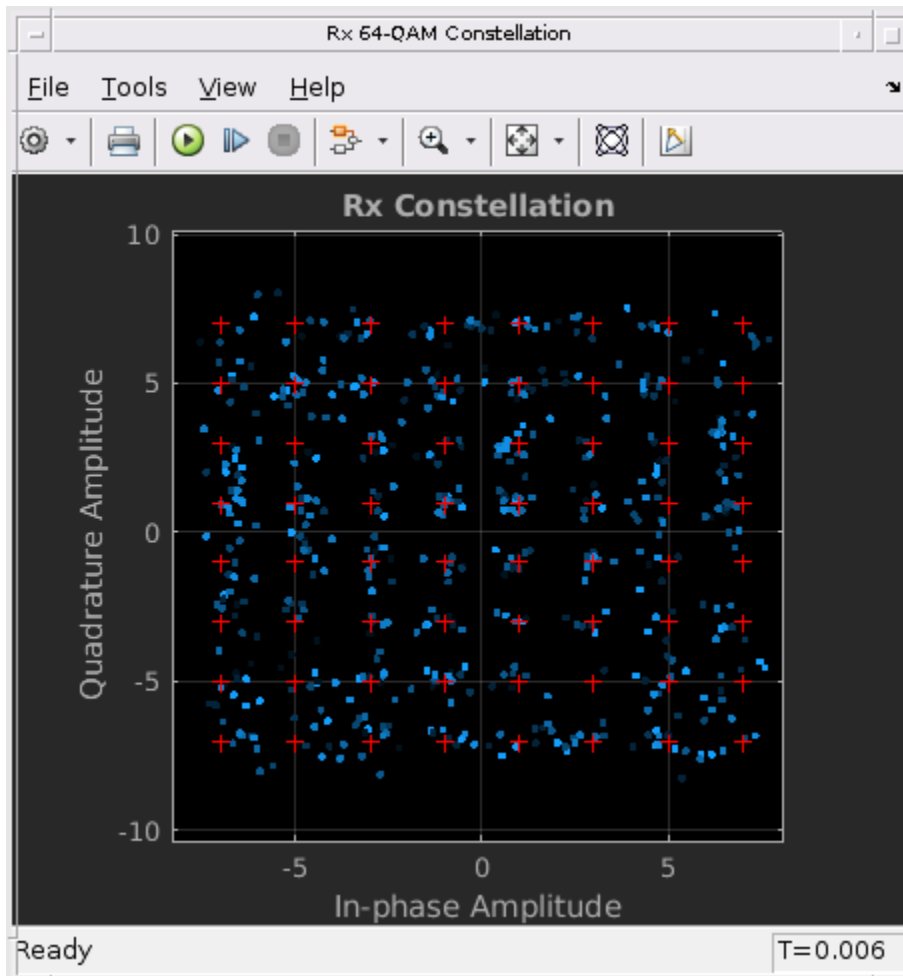 Rx 64-QAM Constellation
File Tools View Help
Rx Constellation
10
5
0
-5
-10
Quadrature Amplitude
-5 0 5
In-phase Amplitude
Ready T=0.006